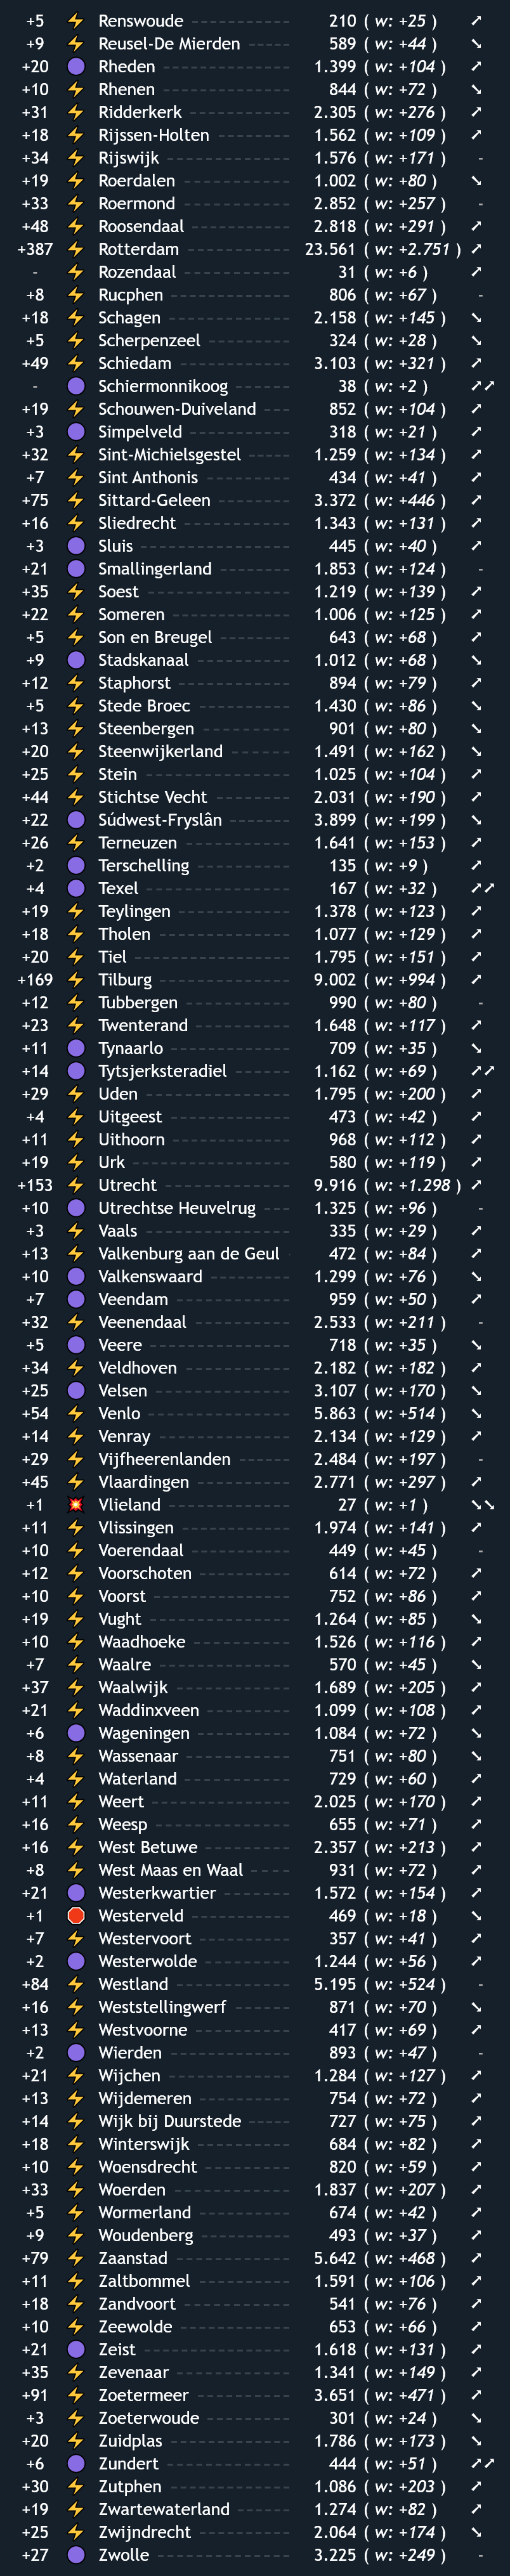 +5 Renswoude 210 ( w: +25 )
+9 Reusel-De Mierden 589 ( w: +44 )
+20 Rheden 1.399 ( w: +104 )
+10 Rhenen 844 ( w: +72 )
+31 Ridderkerk 2.305 ( w: +276 )
+18 Rijssen-Holten 1.562 ( w: +109 )
+34 Rijswijk 1.576 ( w: +171 ) -
+19 Roerdalen 1.002 ( w: +80 )
+33 Roermond 2.852 ( w: +257 ) -
+48 Roosendaal 2.818 ( w: +291 )
+387 Rotterdam 23.561 ( w: +2.751 )
- Rozendaal 31 ( w: +6 )
+8 Rucphen 806 ( w: +67 ) -
+18 Schagen 2.158 ( w: +145 )
+5 Scherpenzeel 324 ( w: +28 )
+49 Schiedam 3.103 ( w: +321 )
- Schiermonnikoog 38 ( w: +2 )
+19 Schouwen-Duiveland 852 ( w: +104 )
+3 Simpelveld 318 ( w: +21 )
+32 Sint-Michielsgestel 1.259 ( w: +134 )
+7 Sint Anthonis 434 ( w: +41 )
+75 Sittard-Geleen 3.372 ( w: +446 )
+16 Sliedrecht 1.343 ( w: +131 )
+3 Sluis 445 ( w: +40 )
+21 Smallingerland 1.853 ( w: +124 ) -
+35 Soest 1.219 ( w: +139 )
+22 Someren 1.006 ( w: +125 )
+5 Son en Breugel 643 ( w: +68 )
+9 Stadskanaal 1.012 ( w: +68 )
+12 Staphorst 894 ( w: +79 )
+5 Stede Broec 1.430 ( w: +86 )
+13 Steenbergen 901 ( w: +80 )
+20 Steenwijkerland 1.491 ( w: +162 )
+25 Stein 1.025 ( w: +104 )
+44 Stichtse Vecht 2.031 ( w: +190 )
+22 Súdwest-Fryslân 3.899 ( w: +199 )
+26 Terneuzen 1.641 ( w: +153 )
+2 Terschelling 135 ( w: +9 )
+4 Texel 167 ( w: +32 )
+19 Teylingen 1.378 ( w: +123 )
+18 Tholen 1.077 ( w: +129 )
+20 Tiel 1.795 ( w: +151 )
+169 Tilburg 9.002 ( w: +994 )
+12 Tubbergen 990 ( w: +80 ) -
+23 Twenterand 1.648 ( w: +117 )
+11 Tynaarlo 709 ( w: +35 )
+14 Tytsjerksteradiel 1.162 ( w: +69 )
+29 Uden 1.795 ( w: +200 )
+4 Uitgeest 473 ( w: +42 )
+11 Uithoorn 968 ( w: +112 )
+19 Urk 580 ( w: +119 )
+153 Utrecht 9.916 ( w: +1.298 )
+10 Utrechtse Heuvelrug 1.325 ( w: +96 ) -
+3 Vaals 335 ( w: +29 )
+13 Valkenburg aan de Geul 472 ( w: +84 )
+10 Valkenswaard 1.299 ( w: +76 )
+7 Veendam 959 ( w: +50 )
+32 Veenendaal 2.533 ( w: +211 ) -
+5 Veere 718 ( w: +35 )
+34 Veldhoven 2.182 ( w: +182 )
+25 Velsen 3.107 ( w: +170 )
+54 Venlo 5.863 ( w: +514 )
+14 Venray 2.134 ( w: +129 )
+29 Vijfheerenlanden 2.484 ( w: +197 ) -
+45 Vlaardingen 2.771 ( w: +297 )
+1 Vlieland 27 ( w: +1 )
+11 Vlissingen 1.974 ( w: +141 )
+10 Voerendaal 449 ( w: +45 ) -
+12 Voorschoten 614 ( w: +72 )
+10 Voorst 752 ( w: +86 )
+19 Vught 1.264 ( w: +85 )
+10 Waadhoeke 1.526 ( w: +116 )
+7 Waalre 570 ( w: +45 )
+37 Waalwijk 1.689 ( w: +205 )
+21 Waddinxveen 1.099 ( w: +108 )
+6 Wageningen 1.084 ( w: +72 )
+8 Wassenaar 751 ( w: +80 )
+4 Waterland 729 ( w: +60 )
+11 Weert 2.025 ( w: +170 )
+16 Weesp 655 ( w: +71 )
+16 West Betuwe 2.357 ( w: +213 )
+8 West Maas en Waal 931 ( w: +72 )
+21 Westerkwartier 1.572 ( w: +154 )
+1 Westerveld 469 ( w: +18 )
+7 Westervoort 357 ( w: +41 )
+2 Westerwolde 1.244 ( w: +56 )
+84 Westland 5.195 ( w: +524 ) -
+16 Weststellingwerf 871 ( w: +70 )
+13 Westvoorne 417 ( w: +69 )
+2 Wierden 893 ( w: +47 ) -
+21 Wijchen 1.284 ( w: +127 )
+13 Wijdemeren 754 ( w: +72 )
+14 Wijk bij Duurstede 727 ( w: +75 )
+18 Winterswijk 684 ( w: +82 )
+10 Woensdrecht 820 ( w: +59 )
+33 Woerden 1.837 ( w: +207 )
+5 Wormerland 674 ( w: +42 )
+9 Woudenberg 493 ( w: +37 )
+79 Zaanstad 5.642 ( w: +468 )
+11 Zaltbommel 1.591 ( w: +106 )
+18 Zandvoort 541 ( w: +76 )
+10 Zeewolde 653 ( w: +66 )
+21 Zeist 1.618 ( w: +131 )
+35 Zevenaar 1.341 ( w: +149 )
+91 Zoetermeer 3.651 ( w: +471 )
+3 Zoeterwoude 301 ( w: +24 )
+20 Zuidplas 1.786 ( w: +173 )
+6 Zundert 444 ( w: +51 )
+30 Zutphen 1.086 ( w: +203 )
+19 Zwartewaterland 1.274 ( w: +82 )
+25 Zwijndrecht 2.064 ( w: +174 )
+27 Zwolle 3.225 ( w: +249 ) -